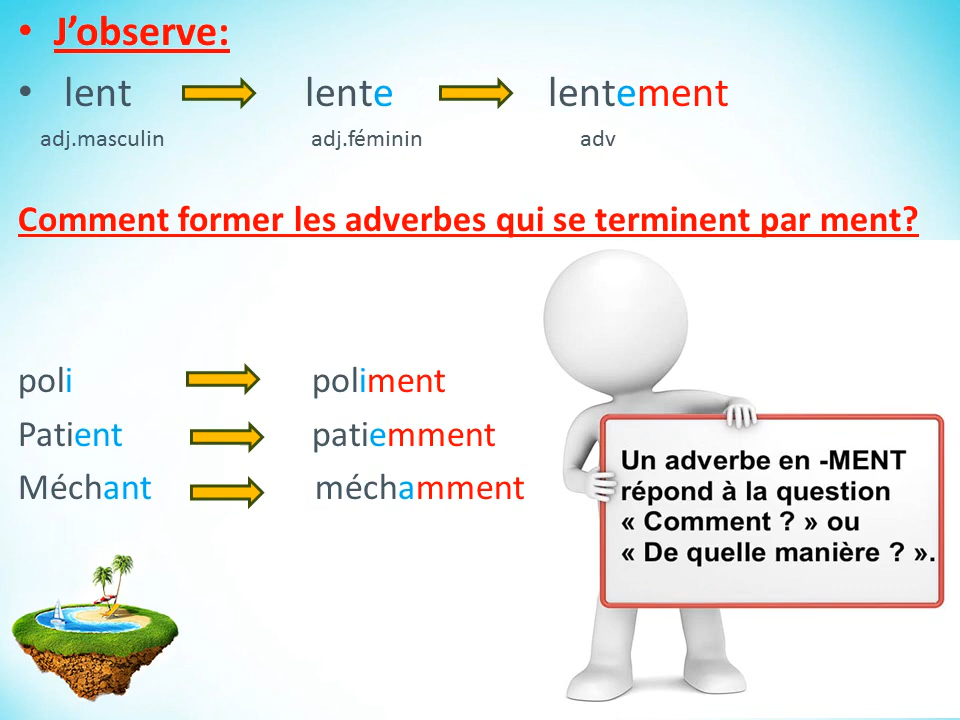 • J’observe:
• lent lente lentement
adj.masculin adj.féminin adv
Comment former les adverbes qui se terminent par ment?
poli poliment
Patient patiemment
Méchant méchamment
Un adverbe en -MENT
répond à la question
« Comment ? » ou
« De quelle manière ? ».